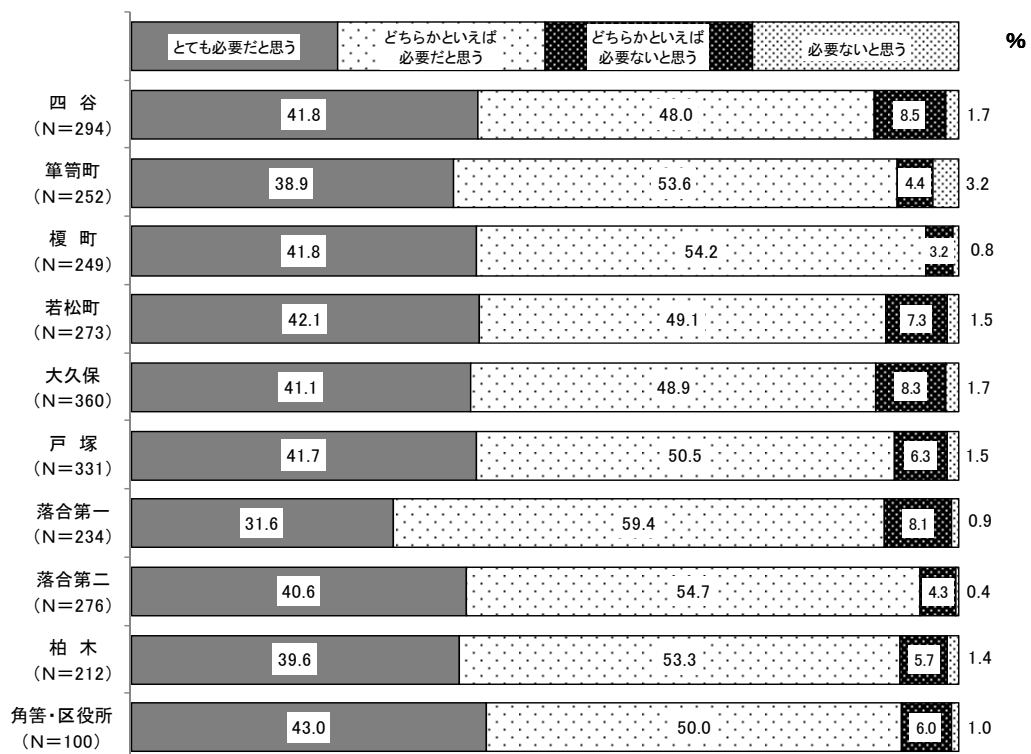 とても必要だと思う
どちらかといえば
必要だと思う
どちらかといえば
必要ないと思う
必要ないと思う
%
四 谷
(N=294)
41.8
48.0
8.5
1.7
箪笥町
(N=252)
38.9
53.6
4.4
3.2
榎 町
(N=249)
41.8
54.2
3.2
0.8
若松町
(N=273)
42.1
49.1
7.3
1.5
大久保
(N=360)
41.1
48.9
8.3
1.7
戸 塚
(N=331)
41.7
50.5
6.3
1.5
落合第一
(N=234)
31.6
59.4
8.1
0.9
落合第二
(N=276)
40.6
54.7
4.3
0.4
柏 木
(N=212)
39.6
53.3
5.7
1.4
角筈・区役所
(N=100)
43.0
50.0
6.0
1.0